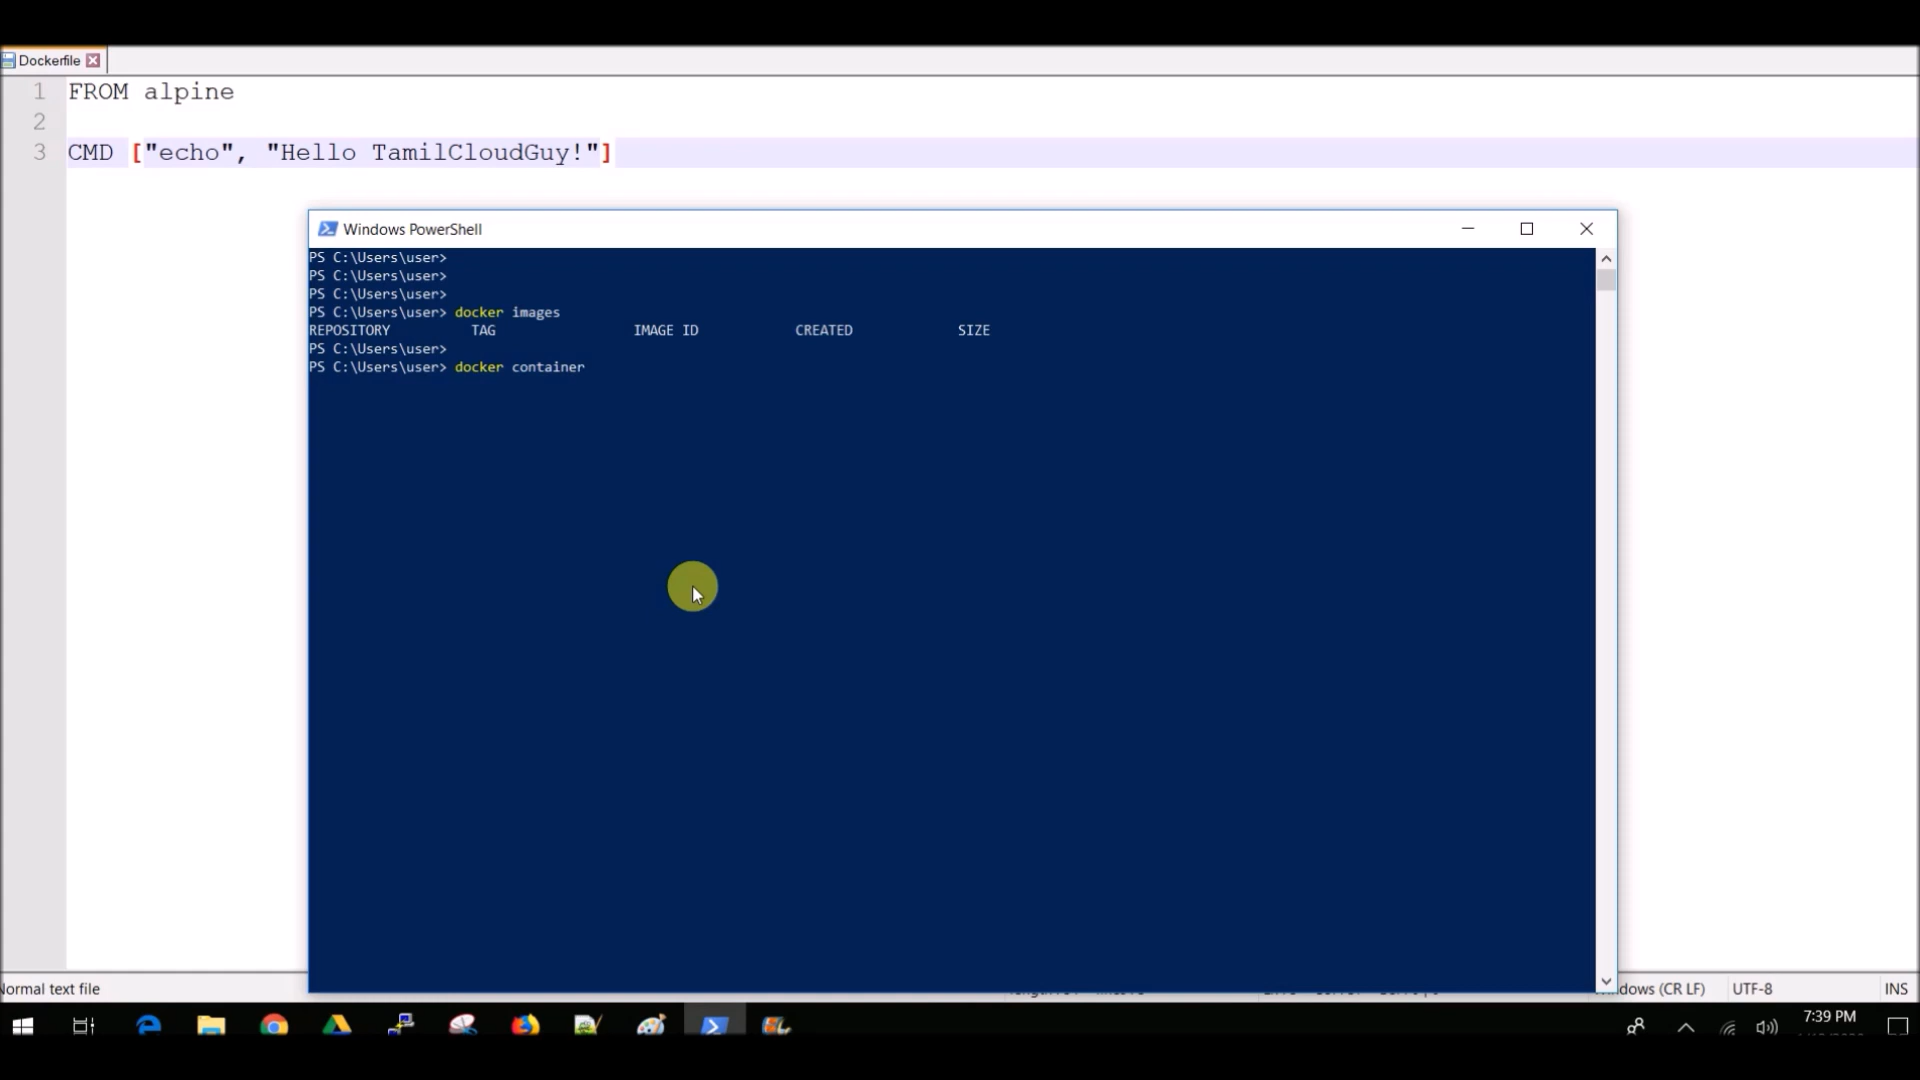 Dockerfile
1 FROM alpine
2
3 CMD ["echo", "Hello TamilCloudGuy!"]
Windows PowerShell
PS C:\Users\user>
PS C:\Users\user>
PS C:\Users\user>
PS C:\Users\user> docker images
REPOSITORY TAG IMAGE ID CREATED SIZE
PS C:\Users\user>
PS C:\Users\user> docker container
ormal text file
dows (CR LF) UTF-8 INS
7:39 PM